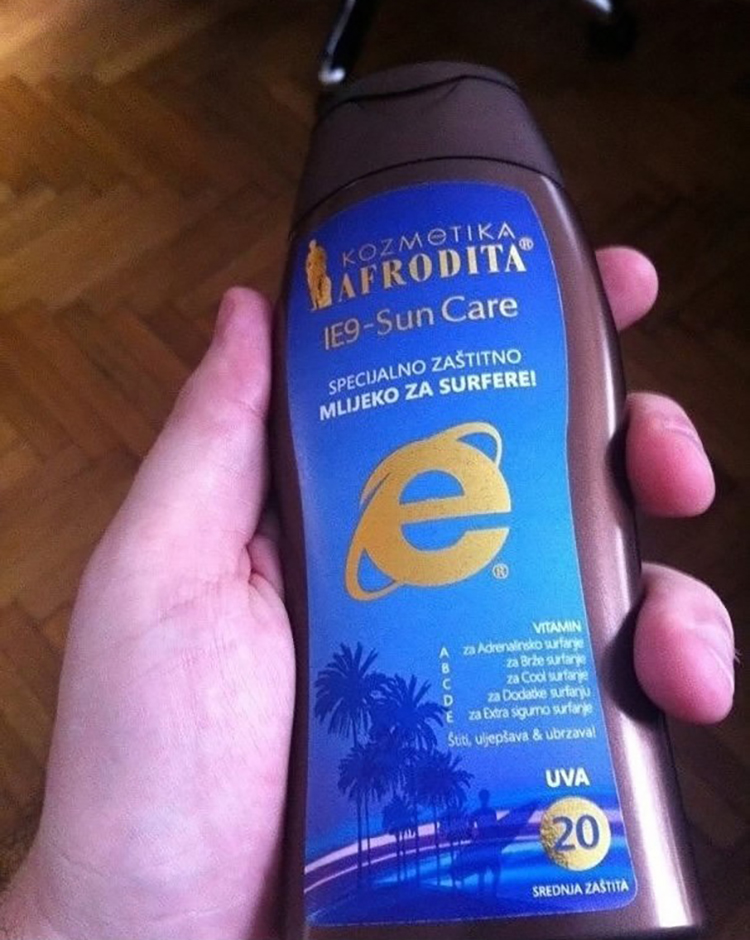 KOZMETIKA
AFRODITA®
IE9-Sun Care
SPECIJALNO ZAŠTITNO
MLIJEKO ZA SURFERE!
e
®
VITAMIN
A za Adrenalinsko surfanje
B za Brže surfanje
C za Cool surfanje
D za Dodatke surfanju
E za Extra sigurno surfanje
Štiti, uljepšava & ubrzava!
UVA
20
SREDNJA ZAŠTITA